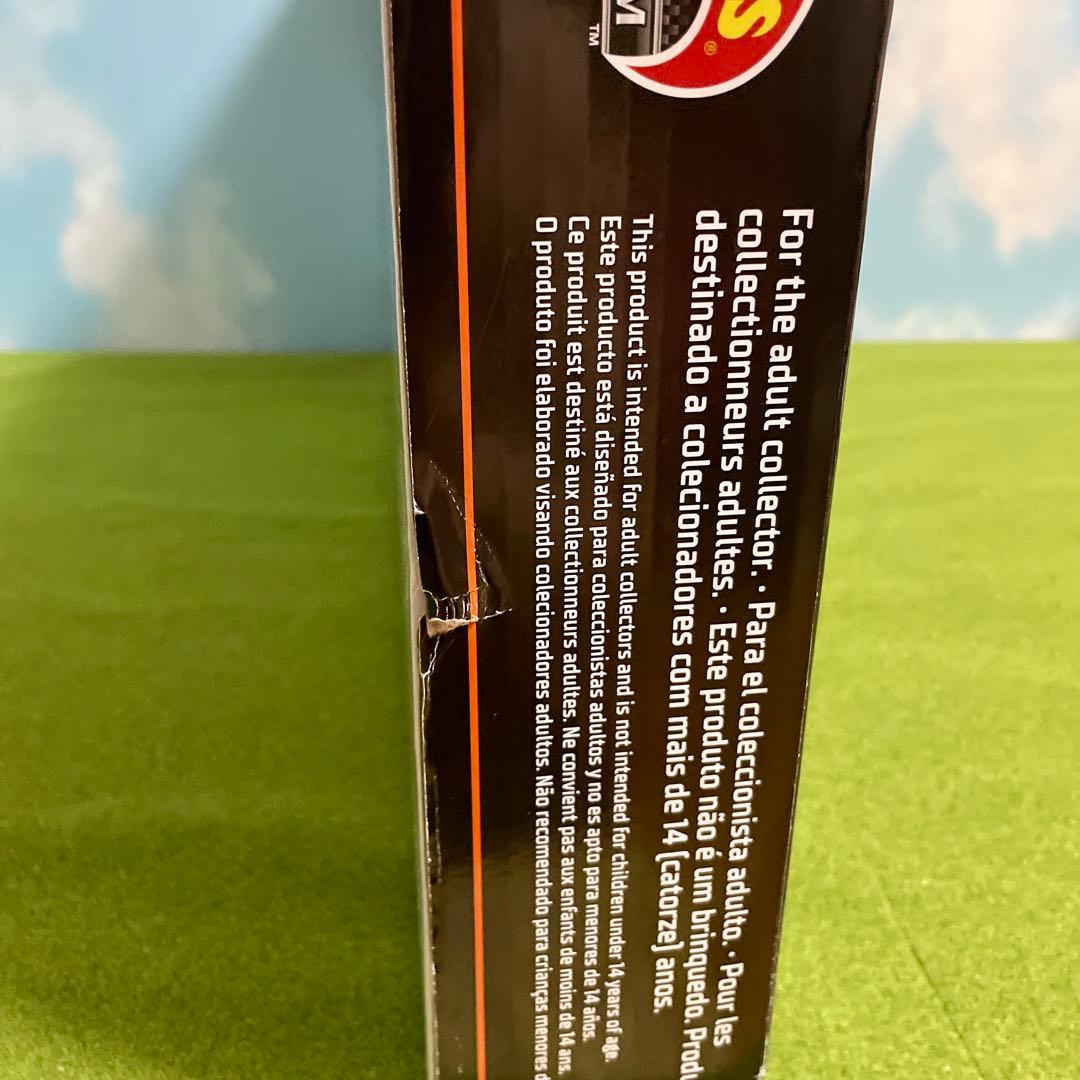 S®
M
™
For the adult collector. • Para el coleccionista adulto. • Pour les
collectionneurs adultes. • Este produto não é um brinquedo. Produ
destinado a colecionadores com mais de 14 (catorze) anos.
This product is intended for adult collectors and is not intended for children under 14 years of age.
Este producto está diseñado para coleccionistas adultos y no es apto para menores de 14 años.
Ce produit est destiné aux collectionneurs adultes. Ne convient pas aux enfants de moins de 14 ans.
O produto foi elaborado visando colecionadores adultos. Não recomendado para crianças menores d